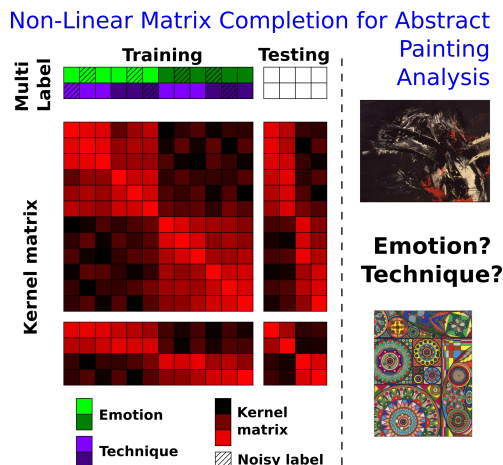 Non-Linear Matrix Completion for Abstract
Painting
Analysis
Training
Testing
Multi
Label
Kernel matrix
Emotion?
Technique?
Emotion
Technique
Kernel
matrix
Noisy label